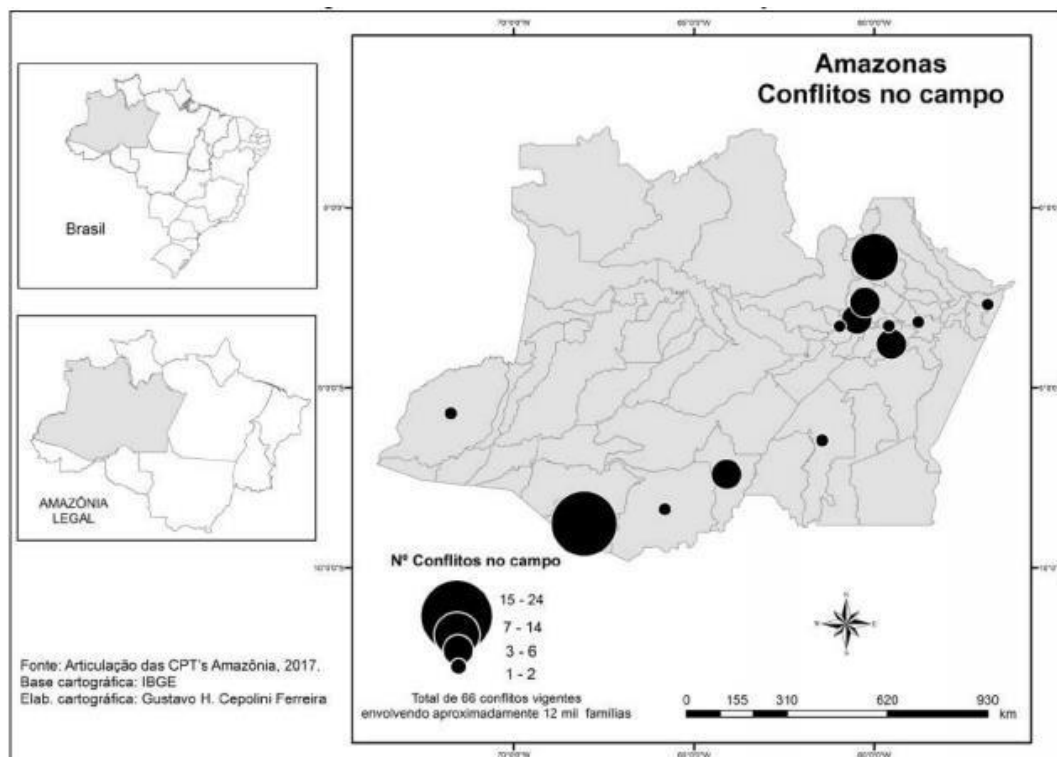 Amazonas
Conflitos no campo
Brasil
AMAZÔNIA
LEGAL
Nº Conflitos no campo
15 - 24
7 - 14
3 - 6
1 - 2
Total de 66 conflitos vigentes
envolvendo aproximadamente 12 mil famílias
Fonte: Articulação das CPT's Amazônia, 2017.
Base cartográfica: IBGE
Elab. cartográfica: Gustavo H. Cepolini Ferreira
0 155 310 620 930
km